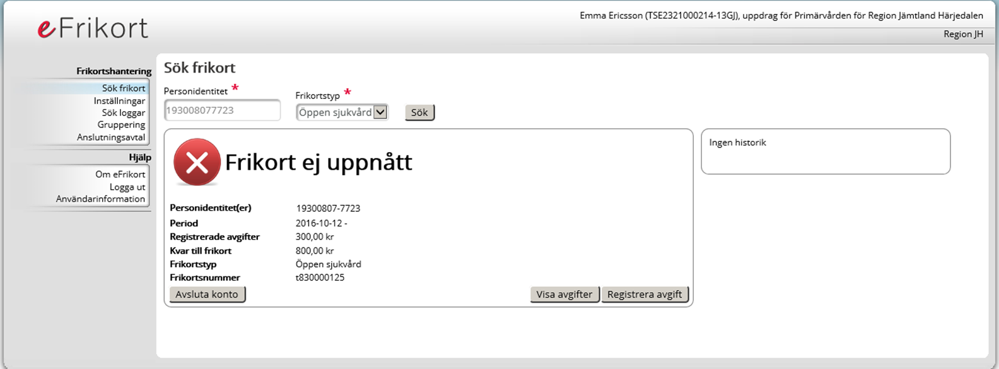 Emma Ericsson (TSE2321000214-13GJ), uppdrag för Primärvården för Region Jämtland Härjedalen
Region JH
eFrikort
Frikortshantering
Sök frikort
Inställningar
Sök loggar
Gruppering
Anslutningsavtal
Hjälp
Om eFrikort
Logga ut
Användarinformation
Sök frikort
Personidentitet *
Frikortstyp *
193008077723
Öppen sjukvård
Sök
Frikort ej uppnått
Personidentitet(er) 19300807-7723
Period 2016-10-12 -
Registrerade avgifter 300,00 kr
Kvar till frikort 800,00 kr
Frikortstyp Öppen sjukvård
Frikortsnummer t830000125
Avsluta konto
Visa avgifter
Registrera avgift
Ingen historik